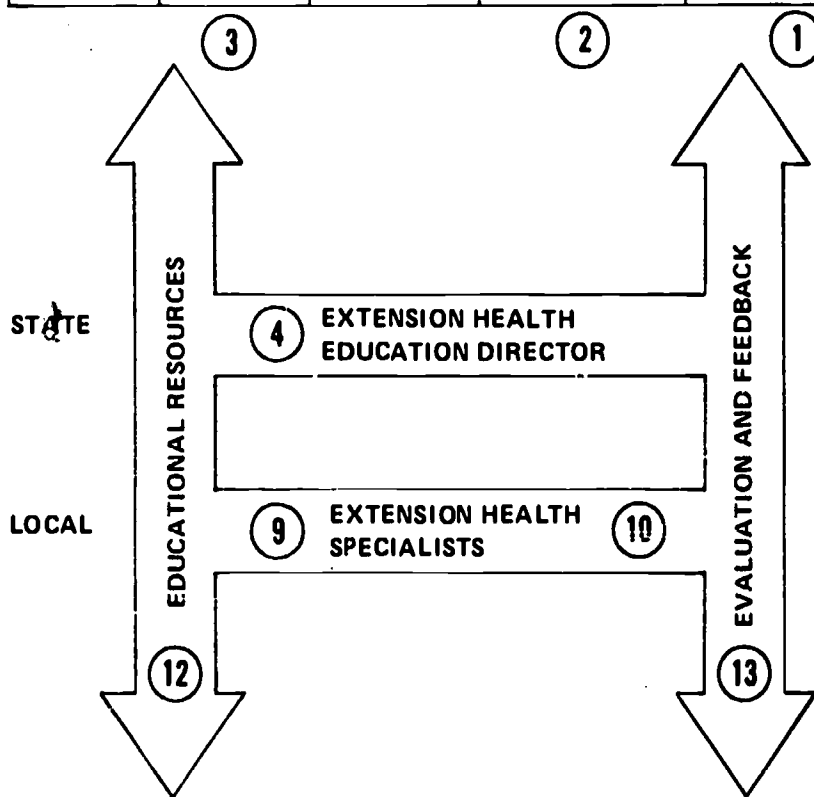 3
2
1
STATE
EDUCATIONAL RESOURCES
EVALUATION AND FEEDBACK
4
EXTENSION HEALTH
EDUCATION DIRECTOR
LOCAL
9
EXTENSION HEALTH
SPECIALISTS
10
12
13